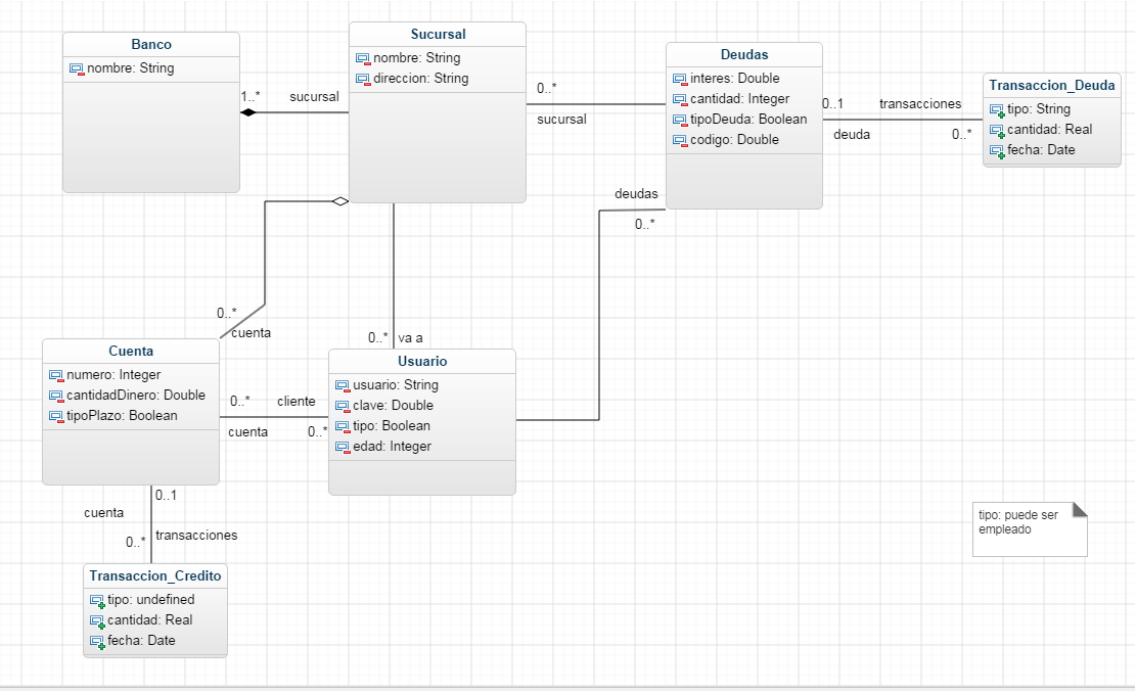 Banco
nombre: String
Sucursal
nombre: String
direccion: String
1..*
sucursal
0..*
sucursal
Deudas
interes: Double
cantidad: Integer
tipoDeuda: Boolean
codigo: Double
0..1
transacciones
deuda
0..*
Transaccion_Deuda
tipo: String
cantidad: Real
fecha: Date
deudas
0..*
0..*
cuenta
0..*
va a
Cuenta
numero: Integer
cantidadDinero: Double
tipoPlazo: Boolean
0..*
cliente
cuenta
0..*
Usuario
usuario: String
clave: Double
tipo: Boolean
edad: Integer
0..1
cuenta
0..*
transacciones
Transaccion_Credito
tipo: undefined
cantidad: Real
fecha: Date
tipo: puede ser
empleado